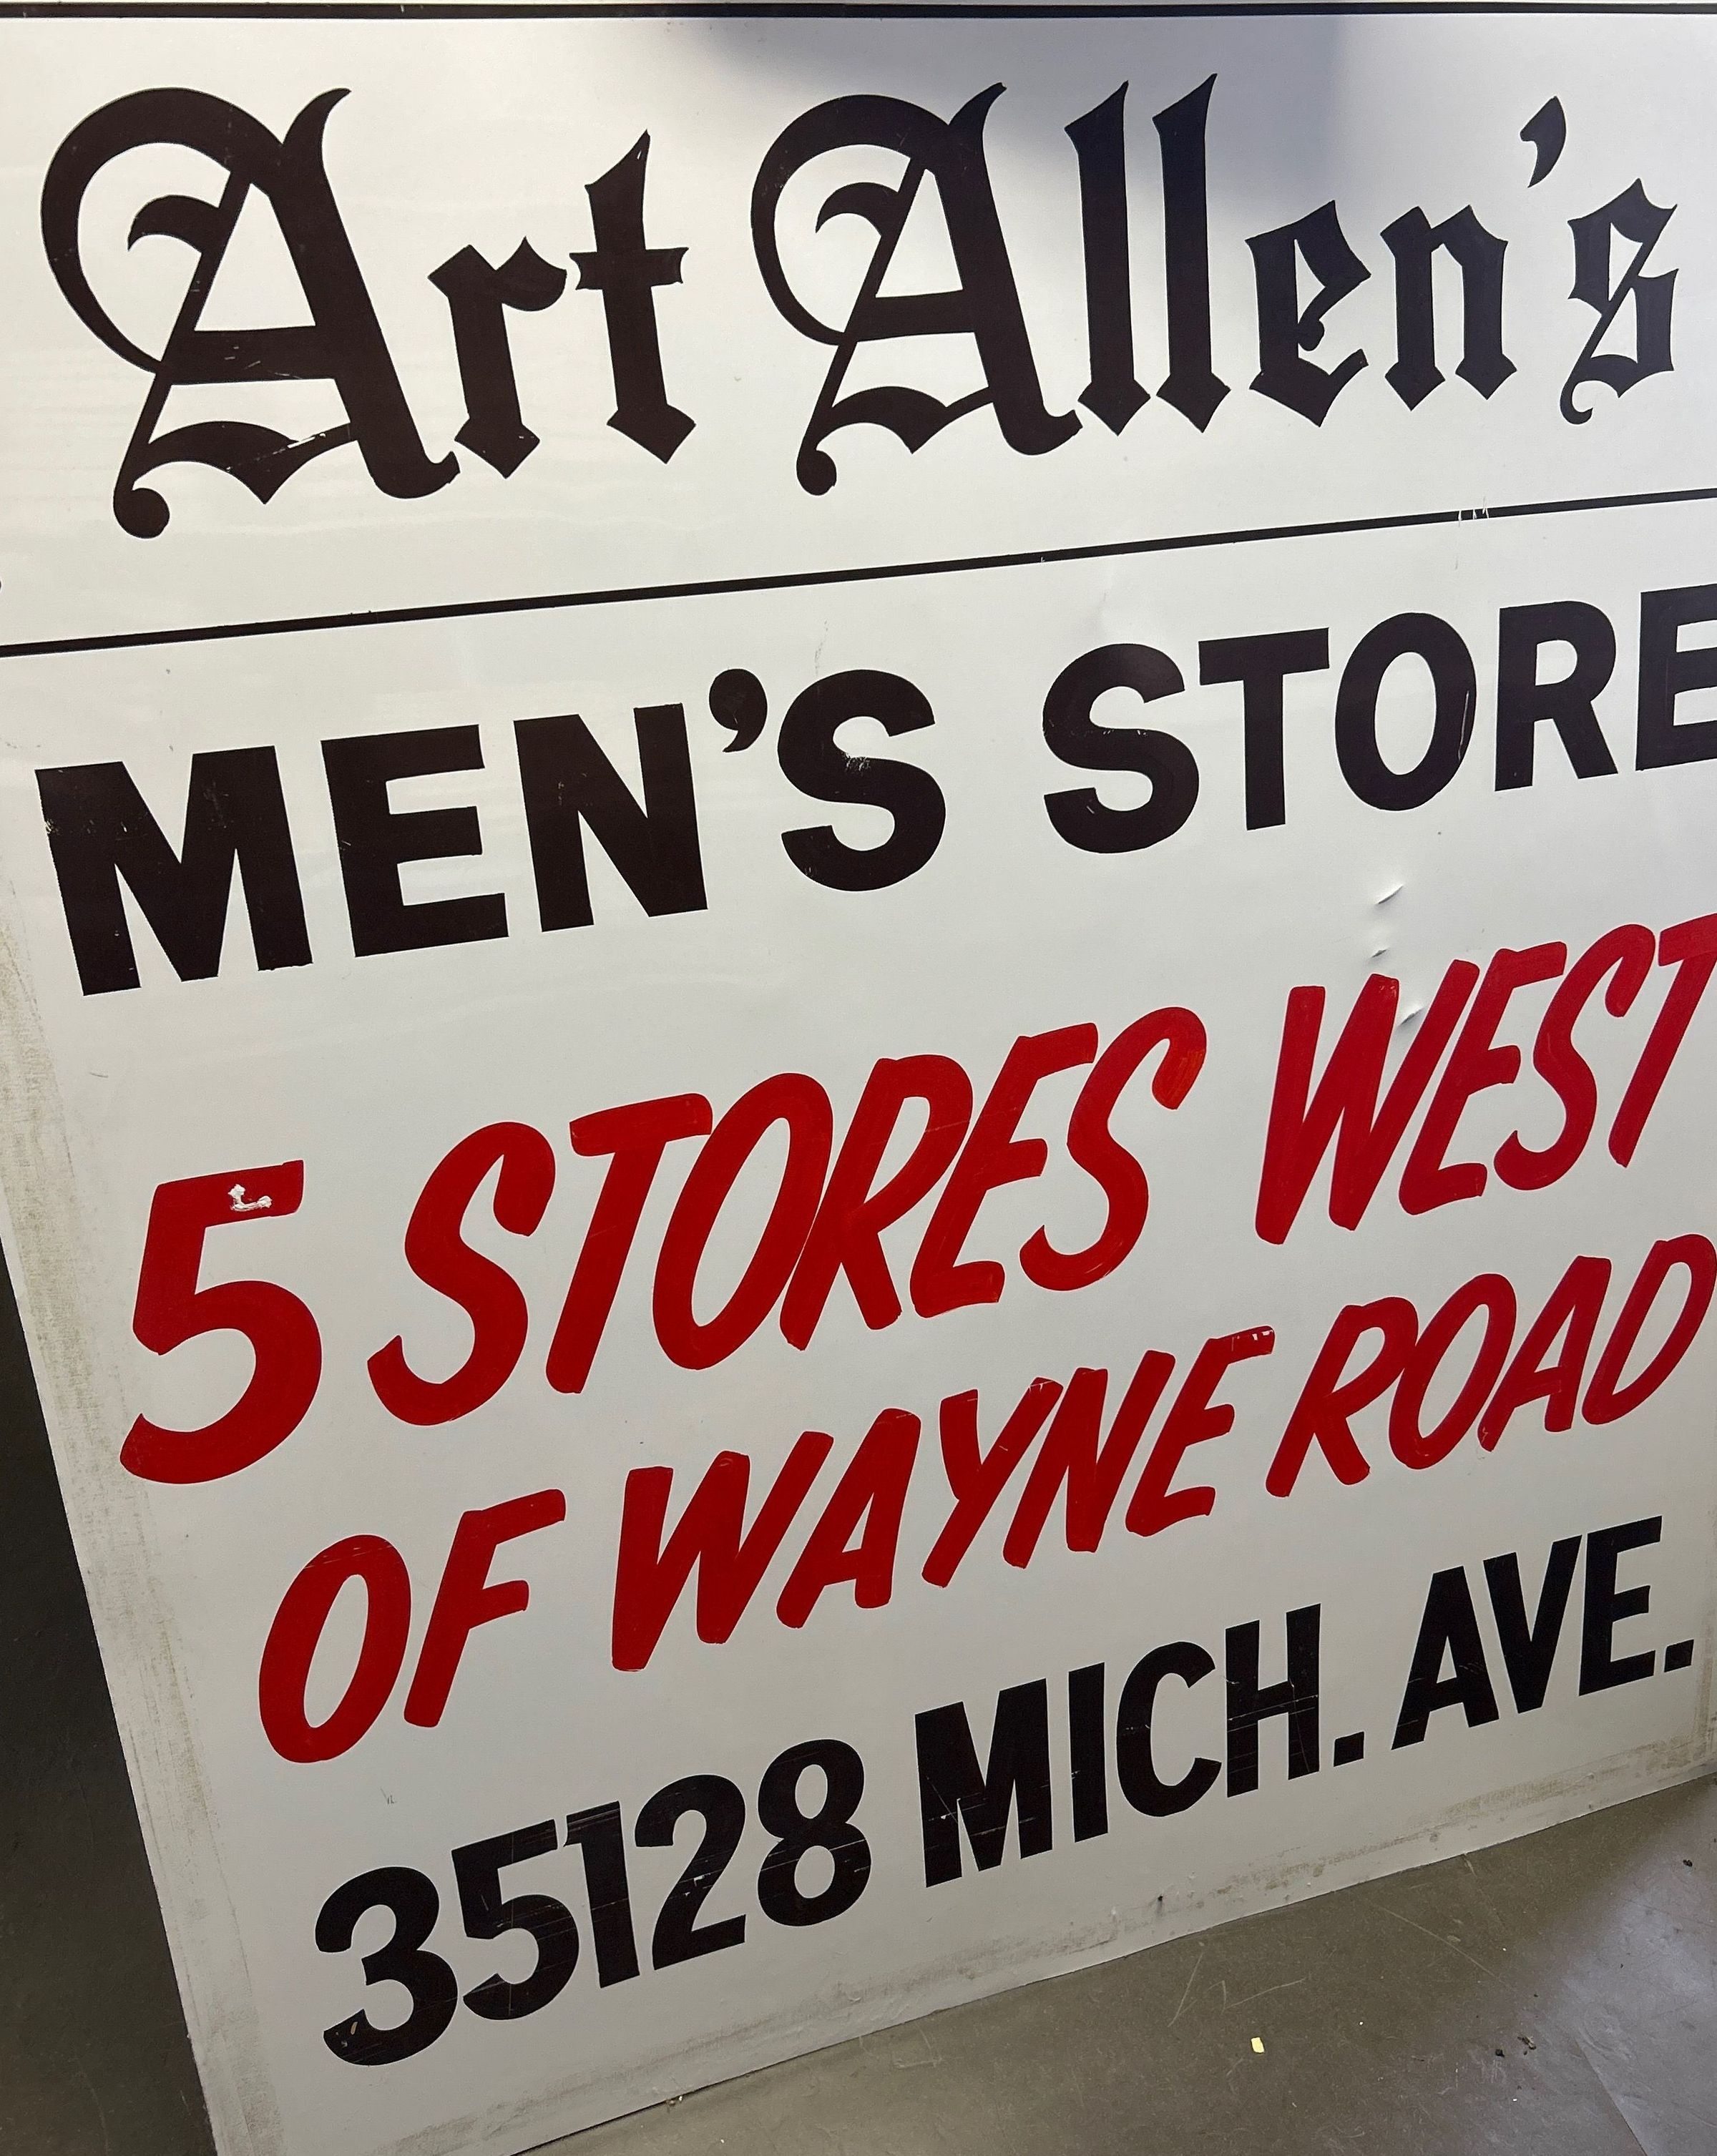 Art Allen's
MEN'S STORE
5 STORES WEST
OF WAYNE ROAD
35128 MICH. AVE.